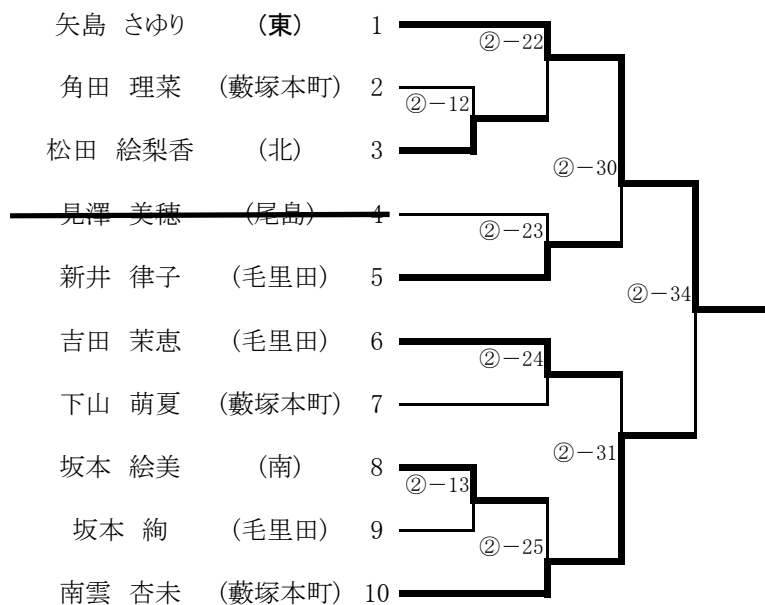 矢島 さゆり (東) 1
②-22
角田 理菜 (藪塚本町) 2
②-12
松田 絵梨香 (北) 3
②-30
見澤 美穂 (尾島) 4
②-23
新井 律子 (毛里田) 5
②-34
吉田 茉恵 (毛里田) 6
②-24
下山 萌夏 (藪塚本町) 7
②-31
坂本 絵美 (南) 8
②-13
坂本 絢 (毛里田) 9
②-25
南雲 杏未 (藪塚本町) 10